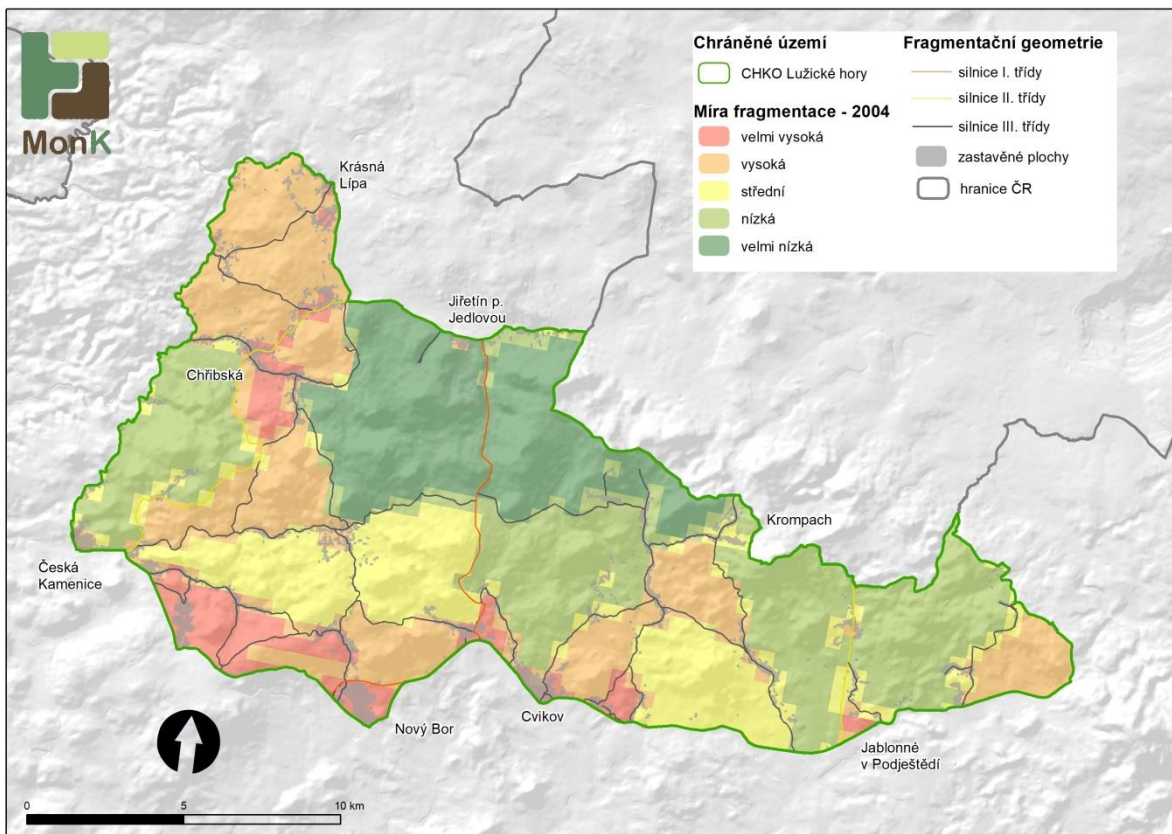 MonK
Chráněné území
CHKO Lužické hory
Míra fragmentace - 2004
velmi vysoká
vysoká
střední
nízká
velmi nízká
Fragmentační geometrie
silnice I. třídy
silnice II. třídy
silnice III. třídy
zastavěné plochy
hranice ČR
Krásná
Lípa
Jiřetín p.
Jedlovou
Chřibská
Krompach
Česká
Kamenice
Nový Bor
Cvikov
Jablonné
v Podještědí
0 5 10 km